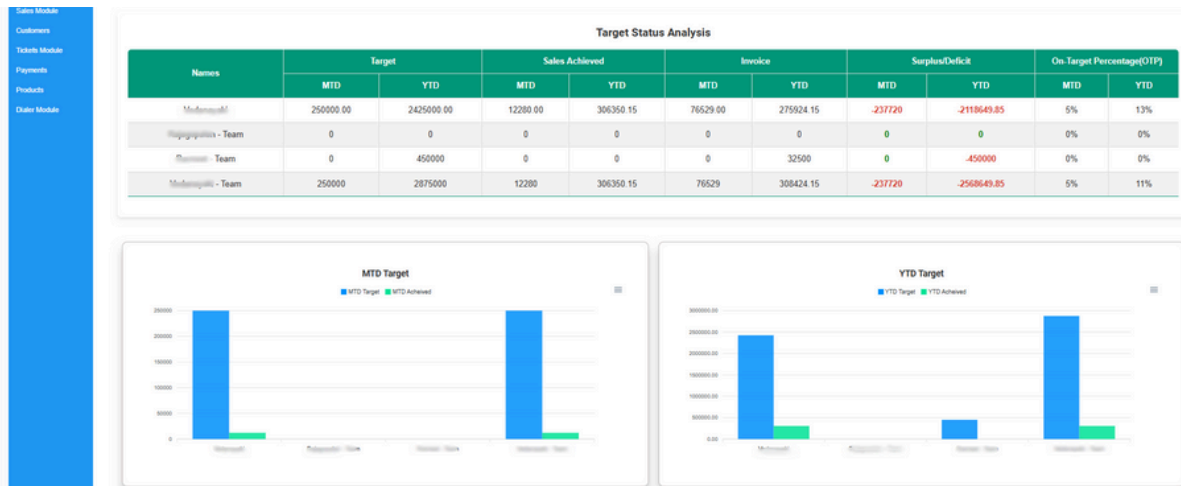 Sales Module
Customers
Tickets Module
Payments
Products
Dialer Module
Target Status Analysis
Names Target Sales Achieved Invoice Surplus/Deficit On-Target Percentage(OTP)
MTD YTD MTD YTD MTD YTD MTD YTD MTD YTD
250000.00 2425000.00 12280.00 306350.15 76529.00 275924.15 -237720 -2118649.85 5% 13%
- Team 0 0 0 0 0 0 0 0 0% 0%
- Team 0 450000 0 0 0 32500 0 -450000 0% 0%
- Team 250000 2875000 12280 306350.15 76529 308424.15 -237720 -2568649.85 5% 11%
MTD Target
MTD Target MTD Acheived
250000
200000
150000
100000
50000
0
YTD Target
YTD Target YTD Acheived
3000000.00
2500000.00
2000000.00
1500000.00
1000000.00
500000.00
0.00